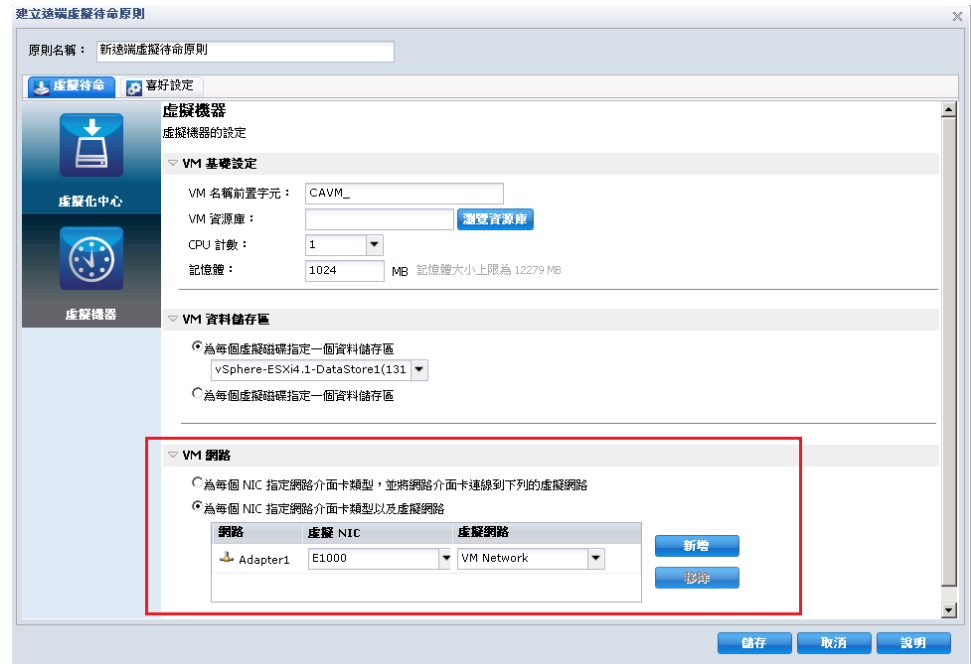 建立遠端虛擬待命原則
原則名稱： 新遠端虛擬待命原則
虛擬待命 喜好設定
虛擬化中心
虛擬機器
虛擬機器
虛擬機器的設定
VM 基礎設定
VM 名稱前置字元： CAVM_
VM 資源庫： 瀏覽資源庫
CPU 計數： 1
記憶體： 1024 MB 記憶體大小上限為 12279 MB
VM 資料儲存區
為每個虛擬磁碟指定一個資料儲存區
vSphere-ESXi4.1-DataStore1(131
為每個虛擬磁碟指定一個資料儲存區
VM 網路
為每個 NIC 指定網路介面卡類型，並將網路介面卡連線到下列的虛擬網路
為每個 NIC 指定網路介面卡類型以及虛擬網路
網路 虛擬 NIC 虛擬網路
Adapter1 E1000 VM Network
新增
移除
儲存 取消 說明